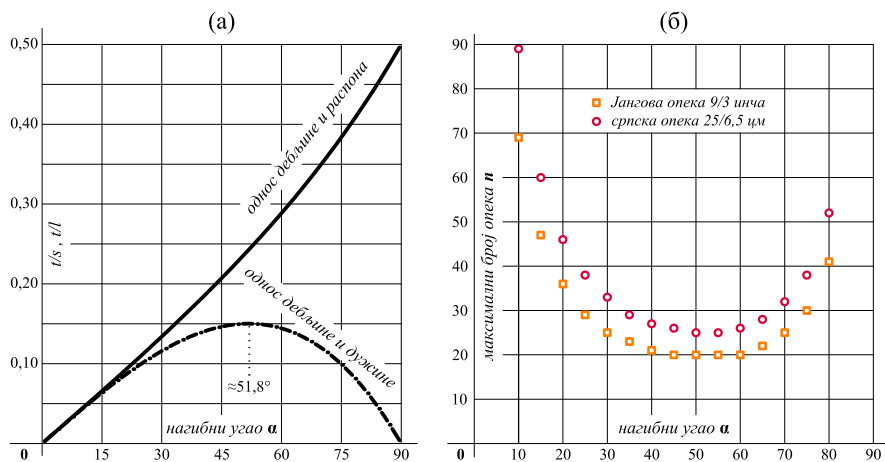 (а)
0,50
0,40
0,30
0,20
0,10
t/s , t/l
однос дебљине и распона
однос дебљине и дужине
≈51,8°
нагибни угао α
0 15 30 45 60 75 90
(б)
90
80
70
60
50
40
30
20
10
максимални број опека n
Јангова опека 9/3 инча
српска опека 25/6,5 цм
нагибни угао α
0 10 20 30 40 50 60 70 80 90